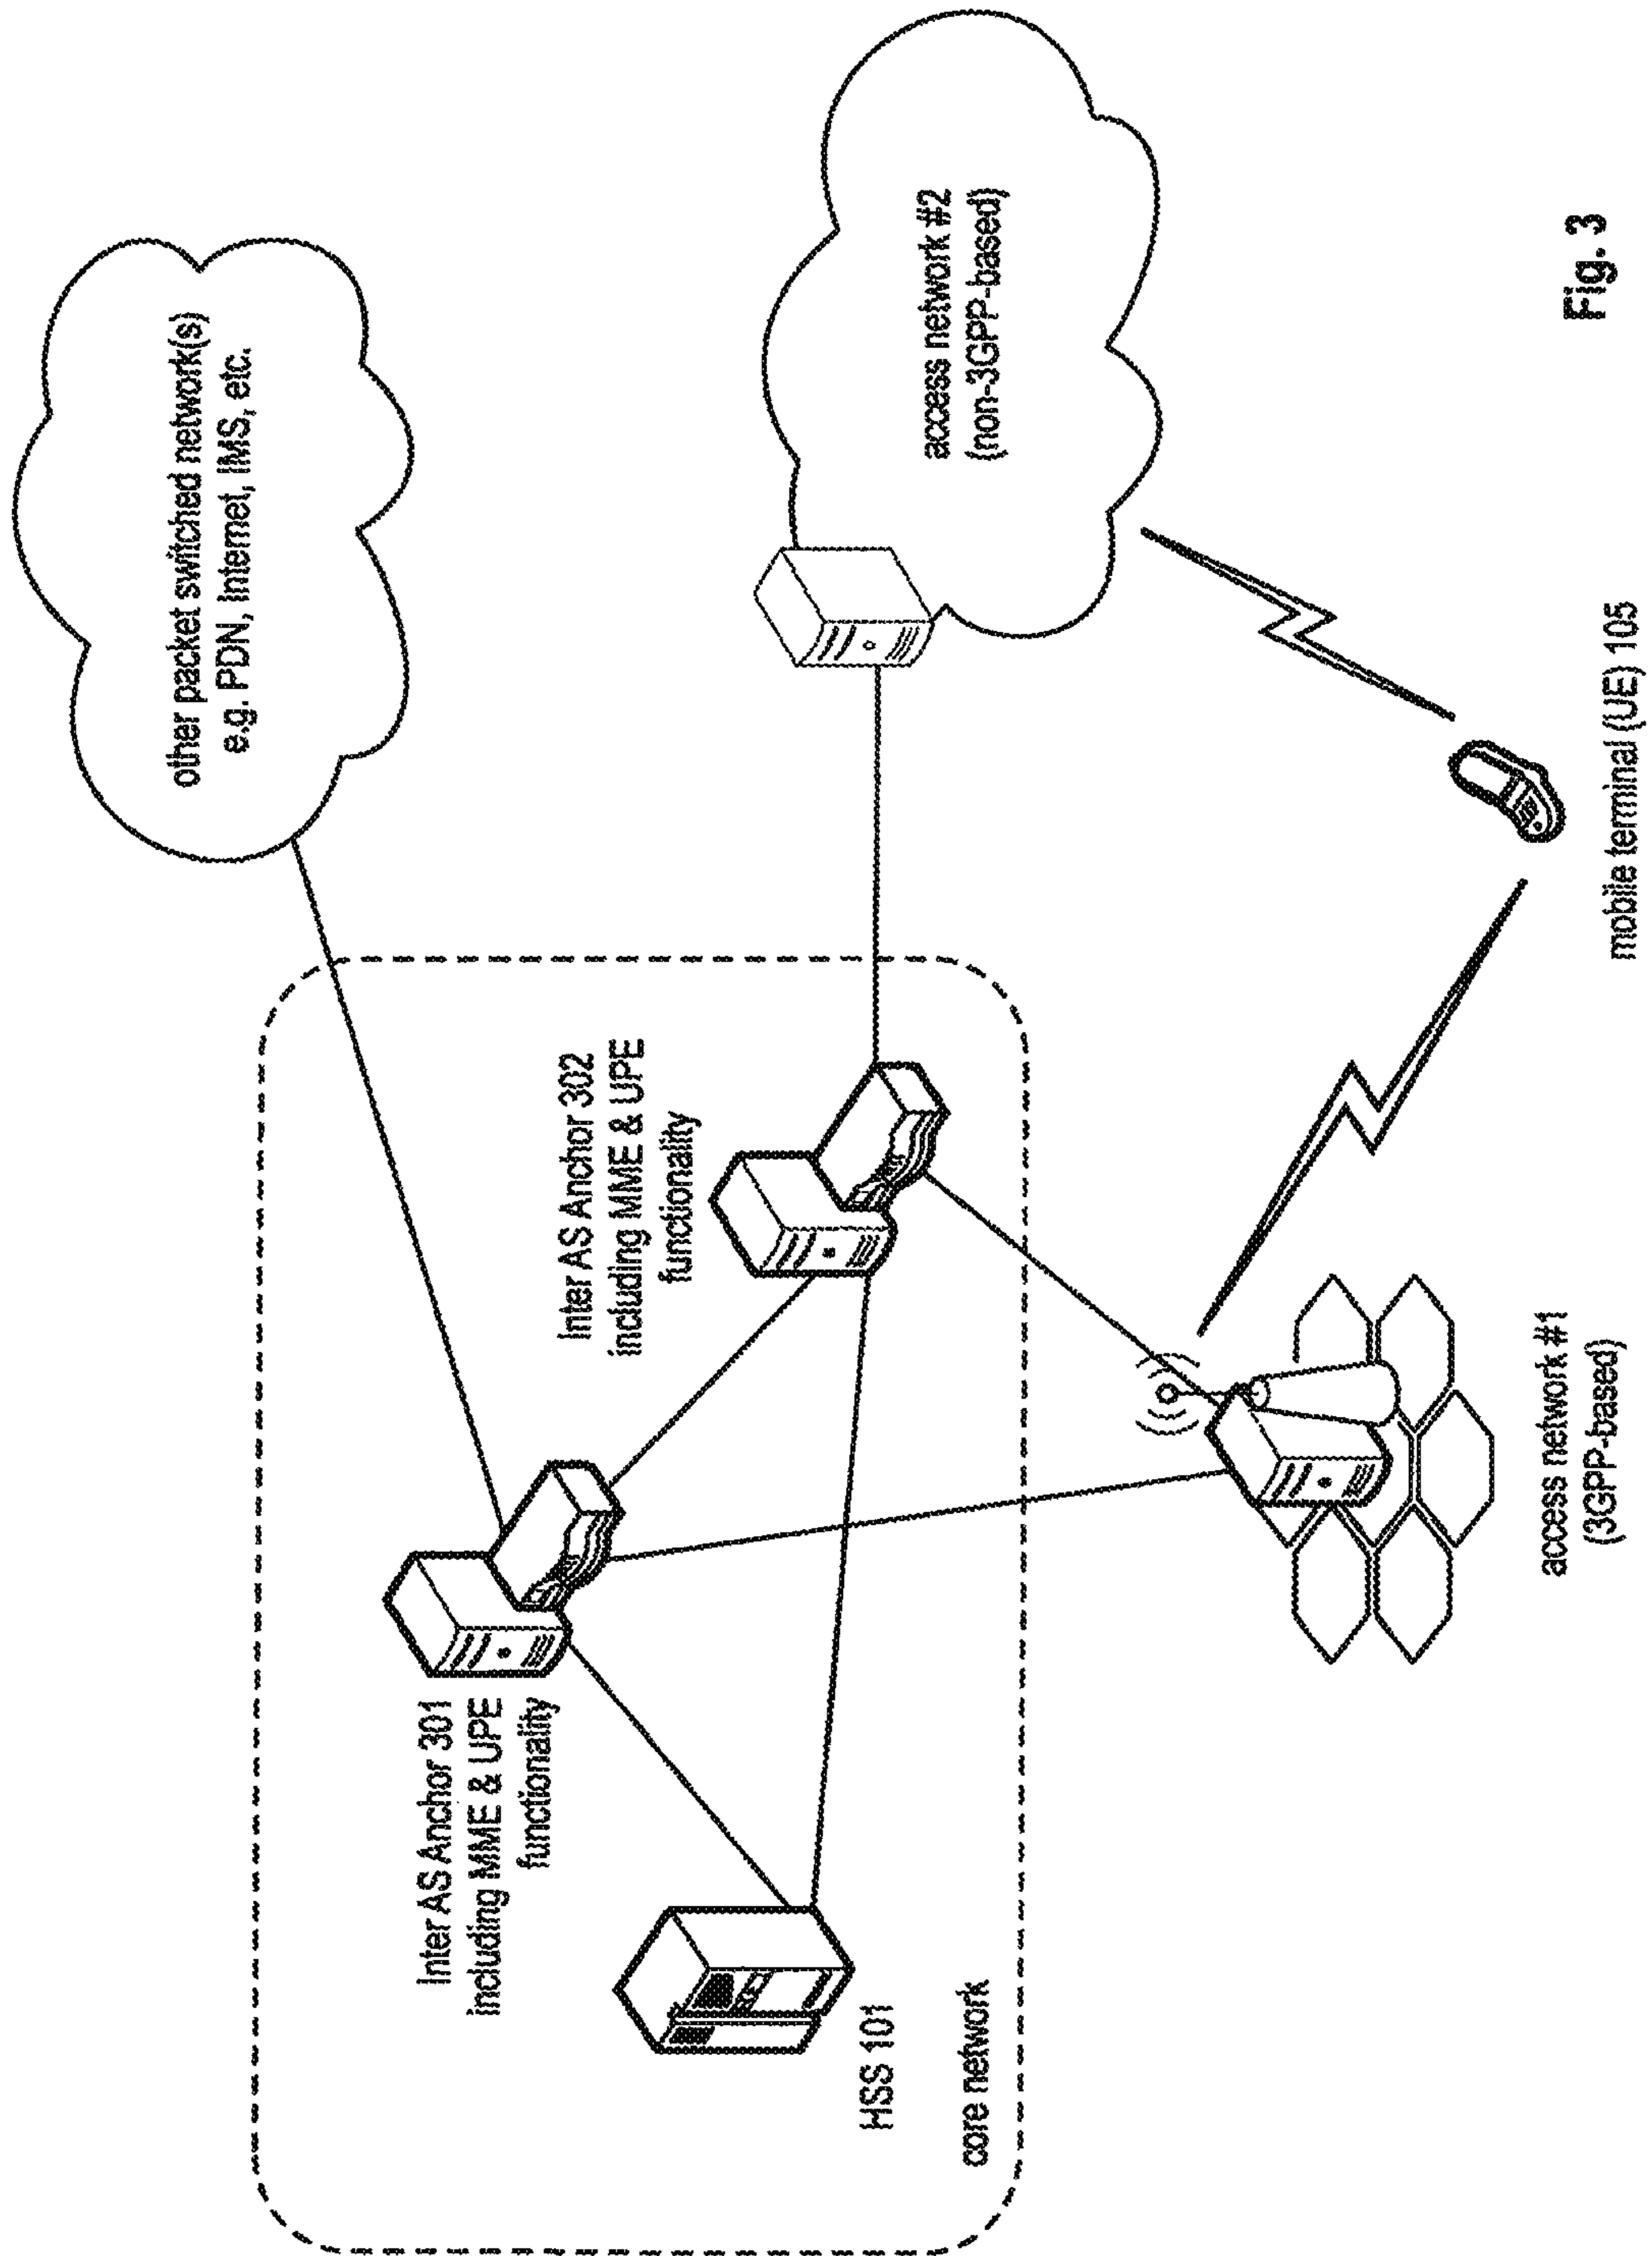 other packet switched network(s)
e.g. PDN, Internet, IMS, etc.
Inter AS Anchor 301
including MME & UPE
functionality
Inter AS Anchor 302
including MME & UPE
functionality
HSS 101
core network
access network #2
(non-3GPP-based)
access network #1
(3GPP-based)
mobile terminal (UE) 105
Fig. 3